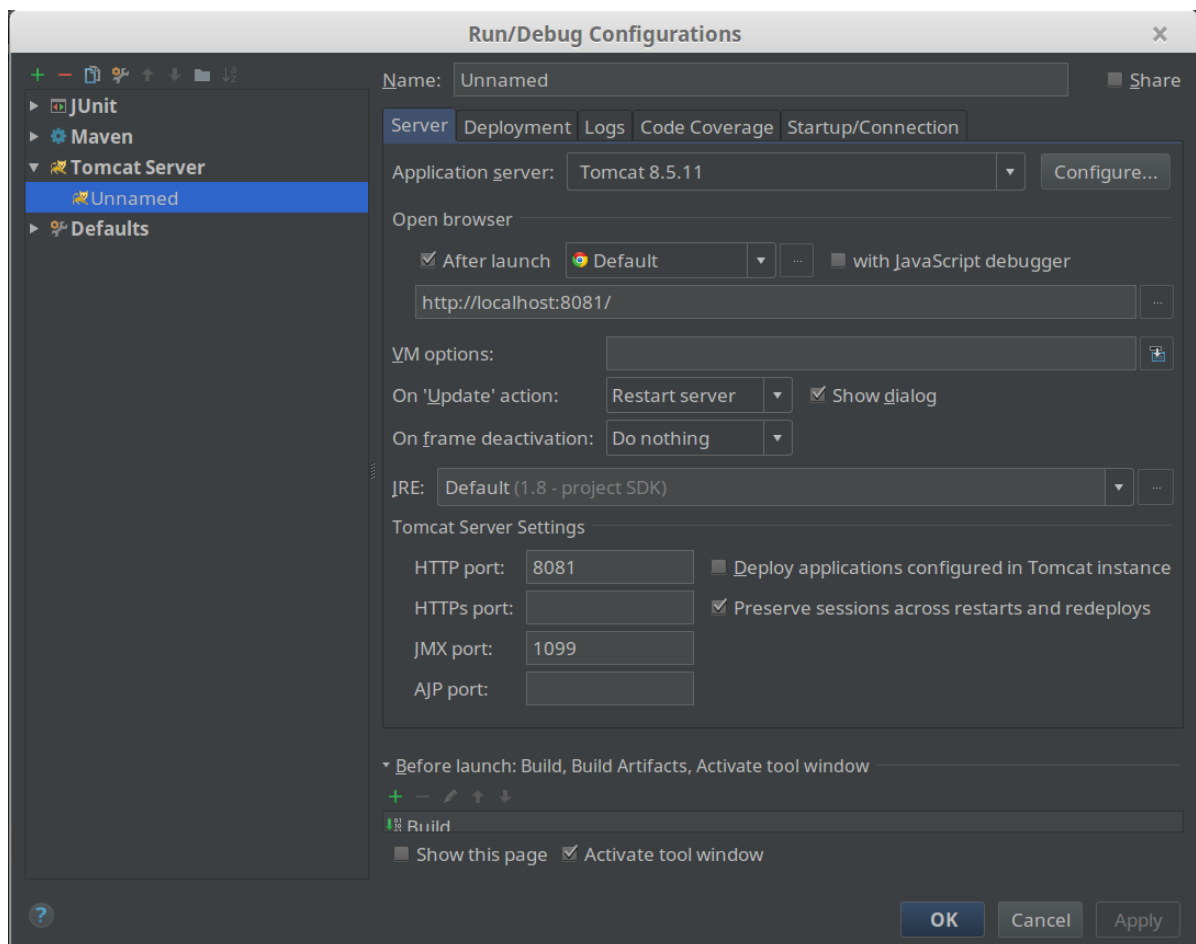 Run/Debug Configurations
Name: Unnamed Share
JUnit
Maven
Tomcat Server
Unnamed
Defaults
Server Deployment Logs Code Coverage Startup/Connection
Application server: Tomcat 8.5.11 Configure...
Open browser
After launch Default ... with JavaScript debugger
http://localhost:8081/ ...
VM options:
On 'Update' action: Restart server Show dialog
On frame deactivation: Do nothing
JRE: Default (1.8 - project SDK) ...
Tomcat Server Settings
HTTP port: 8081 Deploy applications configured in Tomcat instance
HTTPs port: Preserve sessions across restarts and redeploys
JMX port: 1099
AJP port:
Before launch: Build, Build Artifacts, Activate tool window
Build
Show this page Activate tool window
? OK Cancel Apply